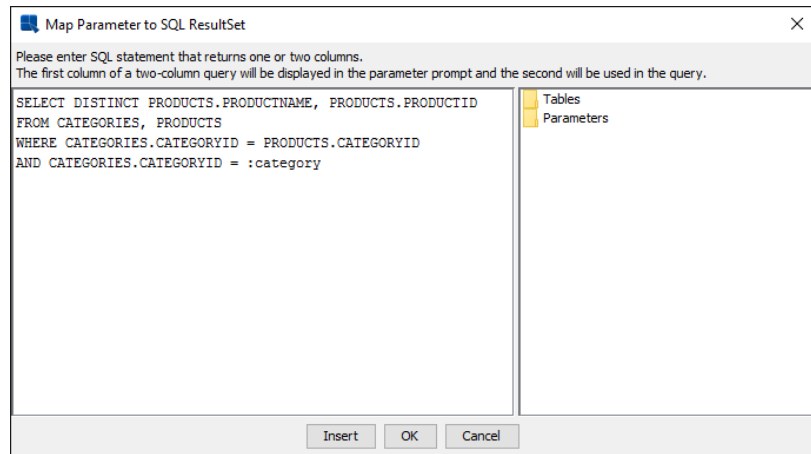 Map Parameter to SQL ResultSet
Please enter SQL statement that returns one or two columns.
The first column of a two-column query will be displayed in the parameter prompt and the second will be used in the query.
SELECT DISTINCT PRODUCTS.PRODUCTNAME, PRODUCTS.PRODUCTID
FROM CATEGORIES, PRODUCTS
WHERE CATEGORIES.CATEGORYID = PRODUCTS.CATEGORYID
AND CATEGORIES.CATEGORYID = :category
Tables
Parameters
Insert OK Cancel